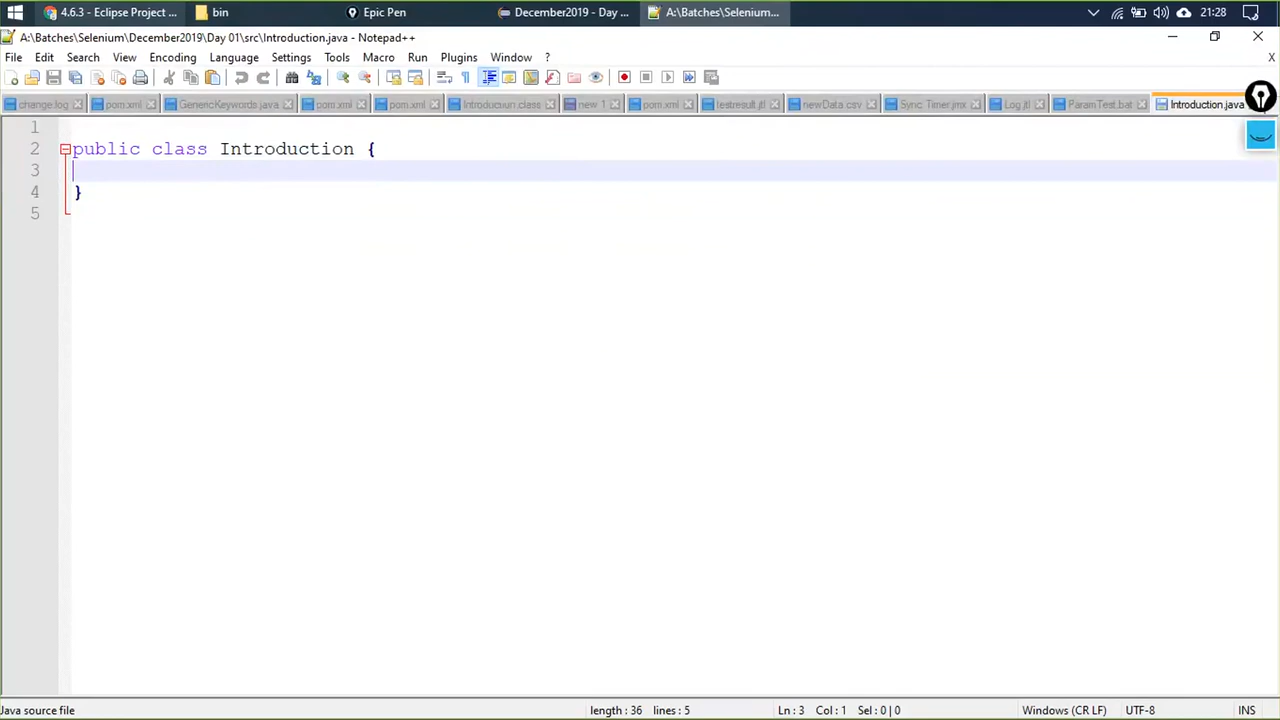 4.6.3 - Eclipse Project ... bin Epic Pen December2019 - Day ... A:\Batches\Selenium... 21:28
A:\Batches\Selenium\December2019\Day 01\src\Introduction.java - Notepad++
File Edit Search View Encoding Language Settings Tools Macro Run Plugins Window ? X
change.log pom.xml GenericKeywords.java pom.xml pom.xml Introduction.class new 1 pom.xml testresult.jtl newData.csv Sync Timer.jmx Log.jtl ParamTest.bat Introduction.java
1
2 public class Introduction {
3
4 }
5
Java source file length : 36 lines : 5 Ln : 3 Col : 1 Sel : 0 | 0 Windows (CR LF) UTF-8 INS